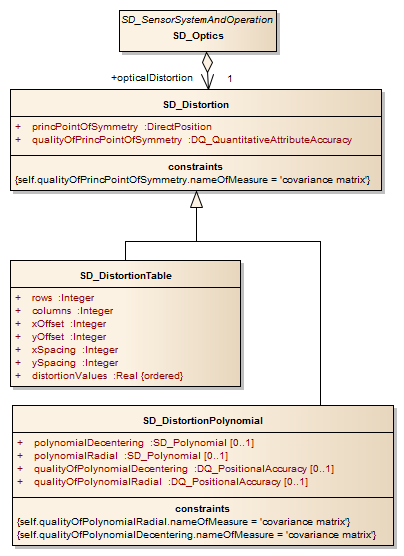 SD_SensorSystemAndOperation
SD_Optics
+opticalDistortion 1
SD_Distortion
+ princPointOfSymmetry :DirectPosition
+ qualityOfPrincPointOfSymmetry :DQ_QuantitativeAttributeAccuracy
constraints
{self.qualityOfPrincPointOfSymmetry.nameOfMeasure = 'covariance matrix'}
SD_DistortionTable
+ rows :Integer
+ columns :Integer
+ xOffset :Integer
+ yOffset :Integer
+ xSpacing :Integer
+ ySpacing :Integer
+ distortionValues :Real {ordered}
SD_DistortionPolynomial
+ polynomialDecentering :SD_Polynomial [0..1]
+ polynomialRadial :SD_Polynomial [0..1]
+ qualityOfPolynomialDecentering :DQ_PositionalAccuracy [0..1]
+ qualityOfPolynomialRadial :DQ_PositionalAccuracy [0..1]
constraints
{self.qualityOfPolynomialRadial.nameOfMeasure = 'covariance matrix'}
{self.qualityOfPolynomialDecentering.nameOfMeasure = 'covariance matrix'}